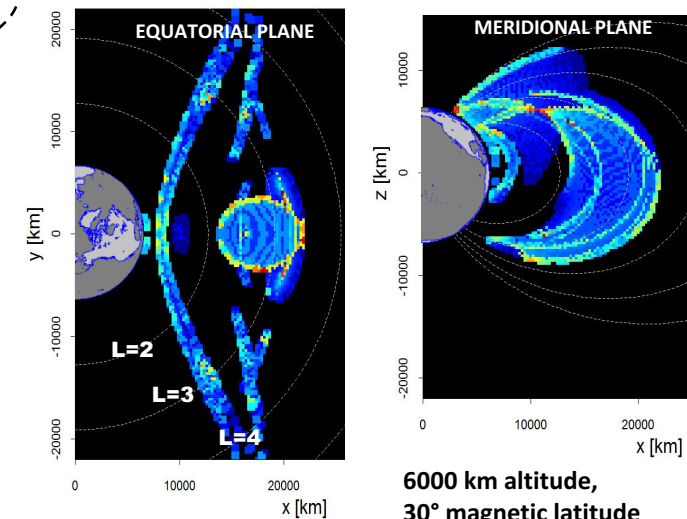 EQUATORIAL PLANE
y [km]
20000
10000
0
-10000
-20000
L=2
L=3
L=4
0
10000
20000
x [km]
MERIDIONAL PLANE
z [km]
10000
0
-10000
-20000
0
10000
20000
x [km]
6000 km altitude,
30° magnetic latitude